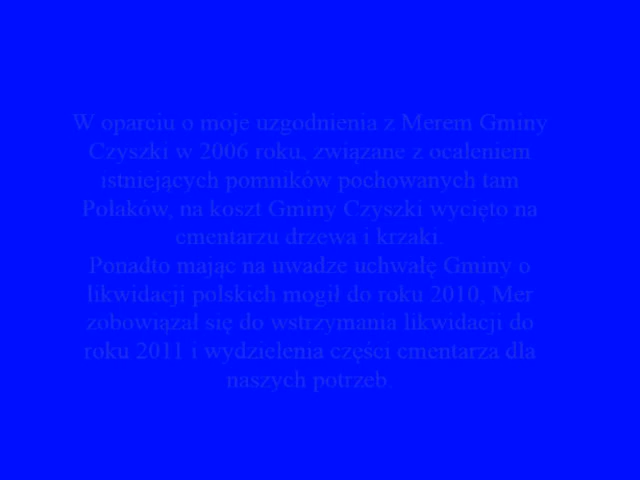 W oparciu o moje uzgodnienia z Merem Gminy
Czyszki w 2006 roku, związane z ocaleniem
istniejących pomników pochowanych tam
Polaków, na koszt Gminy Czyszki wycięto na
cmentarzu drzewa i krzaki.
Ponadto mając na uwadze uchwałę Gminy o
likwidacji polskich mogił do roku 2010, Mer
zobowiązał się do wstrzymania likwidacji do
roku 2011 i wydzielenia części cmentarza dla
naszych potrzeb.